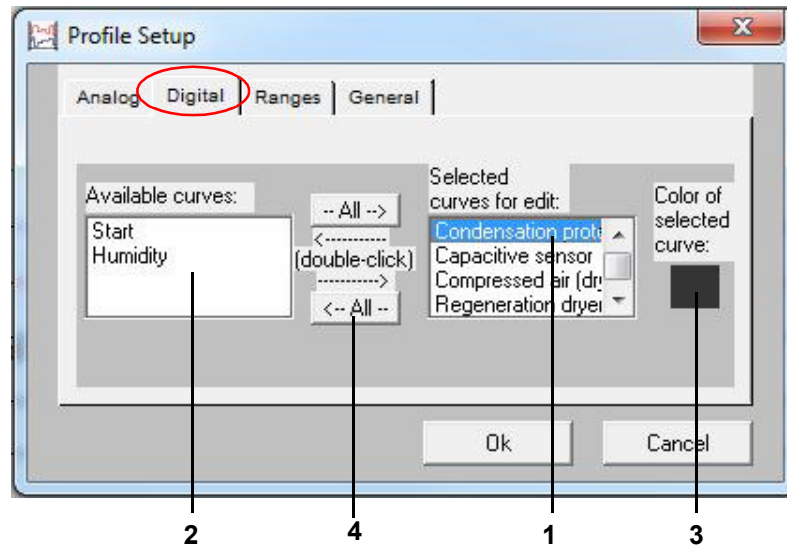 Profile Setup
X
Analog Digital Ranges General
Available curves:
Start
Humidity
-- All -->
<----------
(double-click)
---------->
<-- All --
Selected
curves for edit:
Condensation prote
Capacitive sensor
Compressed air (dry
Regeneration dryer
Color of
selected
curve:
Ok Cancel
2 4 1 3